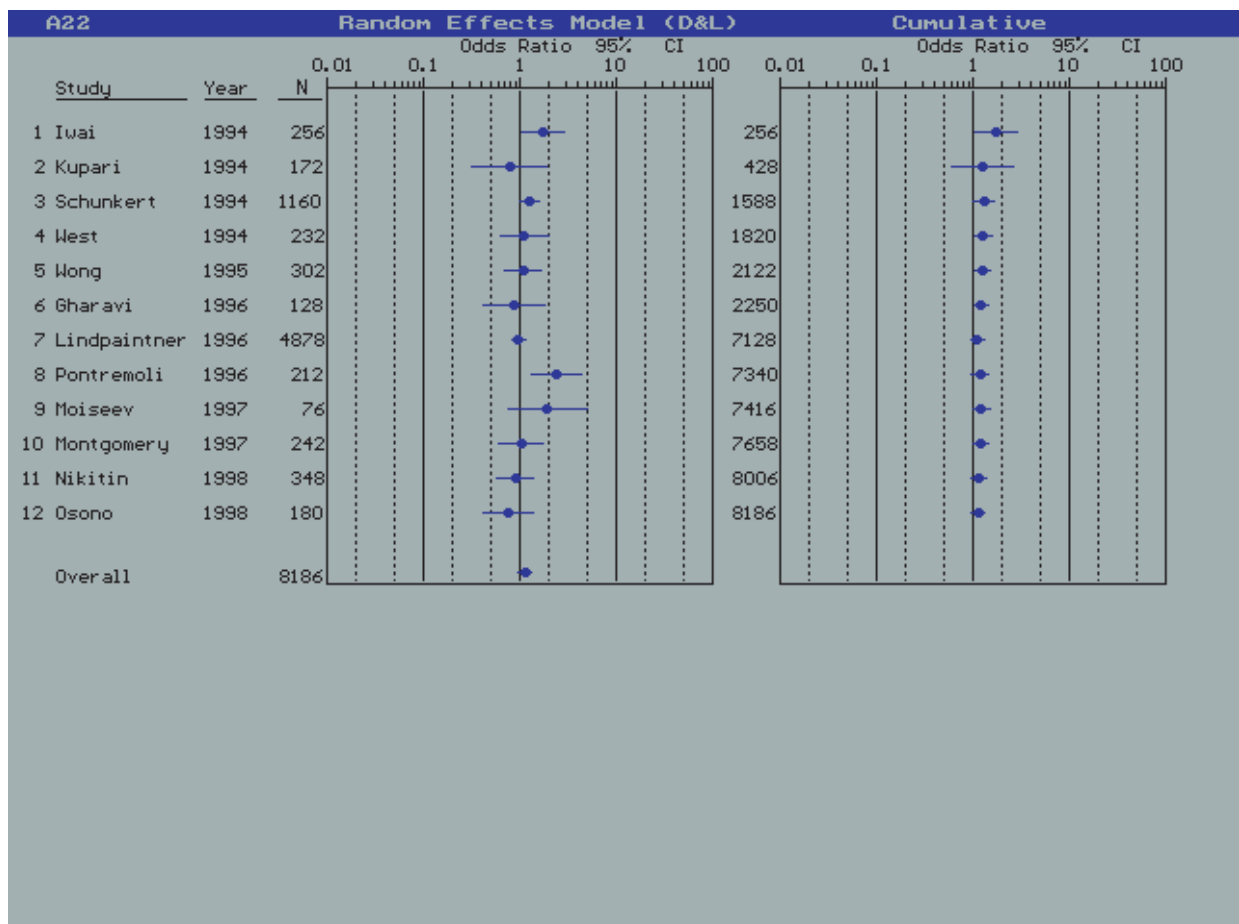 A22 Random Effects Model (D&L) Cumulative
Odds Ratio 95% CI Odds Ratio 95% CI
0.01 0.1 1 10 100 0.01 0.1 1 10 100
Study Year N
1 Iwai 1994 256 256
2 Kupari 1994 172 428
3 Schunkert 1994 1160 1588
4 West 1994 232 1820
5 Wong 1995 302 2122
6 Gharavi 1996 128 2250
7 Lindpaintner 1996 4878 7128
8 Pontremoli 1996 212 7340
9 Moiseev 1997 76 7416
10 Montgomery 1997 242 7658
11 Nikitin 1998 348 8006
12 Osono 1998 180 8186
Overall 8186